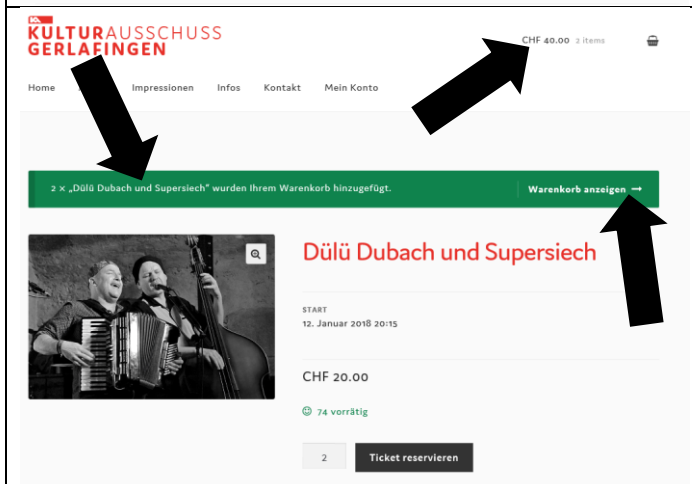 KULTURAUSSCHUSS
GERLAFINGEN
CHF 40.00 2 items
Home Impressionen Infos Kontakt Mein Konto
2 x „Dülü Dubach und Supersiech“ wurden Ihrem Warenkorb hinzugefügt.
Warenkorb anzeigen →
Dülü Dubach und Supersiech
START
12. Januar 2018 20:15
CHF 20.00
74 vorrätig
2 Ticket reservieren